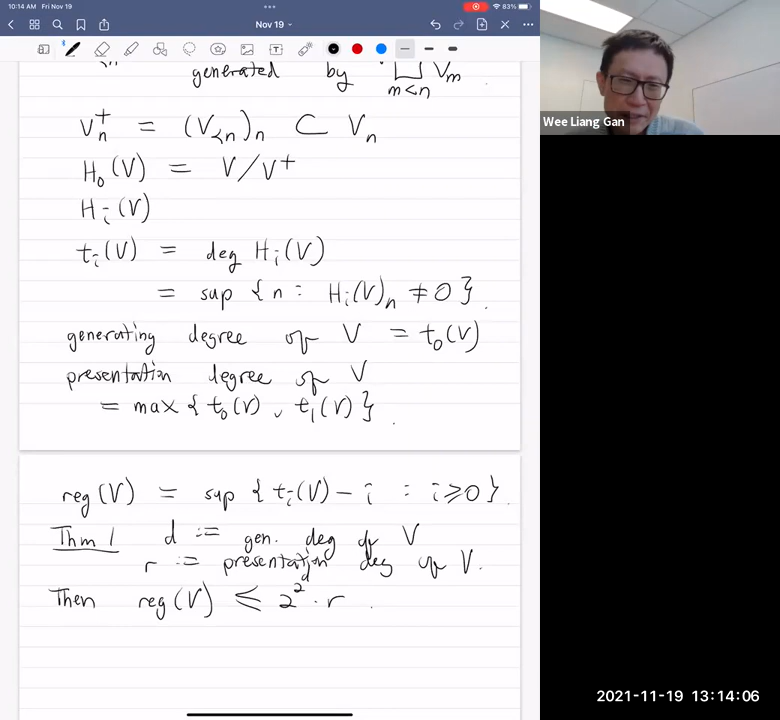 10:14 AM Fri Nov 19
83%
Nov 19
generated by ⊔ V_m
m<n
V_n^+ = (V_{<n})_n ⊂ V_n
H_0(V) = V/V^+
H_i(V)
t_i(V) = deg H_i(V)
= sup { n : H_i(V)_n ≠ 0 } .
generating degree of V = t_0(V)
presentation degree of V
= max { t_0(V) , t_1(V) } .
reg(V) = sup { t_i(V) - i : i ⩾ 0 } .
Thm 1 d := gen. deg of V
r := presentation deg of V.
Then reg(V) ≤ 2^{2^d} · r .
Wee Liang Gan
2021-11-19 13:14:06